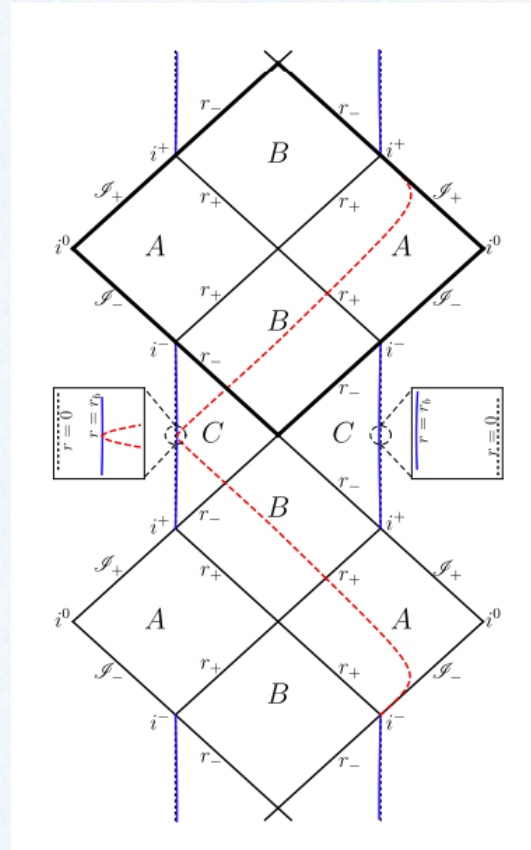 r₋ r₋
i⁺ B i⁺
𝓘₊ r₊ r₊ 𝓘₊
i⁰ A A i⁰
𝓘₋ r₊ B r₊ 𝓘₋
i⁻ i⁻
r₋ r₋
r = 0
r = r_b
C C
r = r_b
r = 0
r₋ B r₋
i⁺ i⁺
𝓘₊ r₊ r₊ 𝓘₊
i⁰ A A i⁰
𝓘₋ r₊ r₊ 𝓘₋
i⁻ B i⁻
r₋ r₋